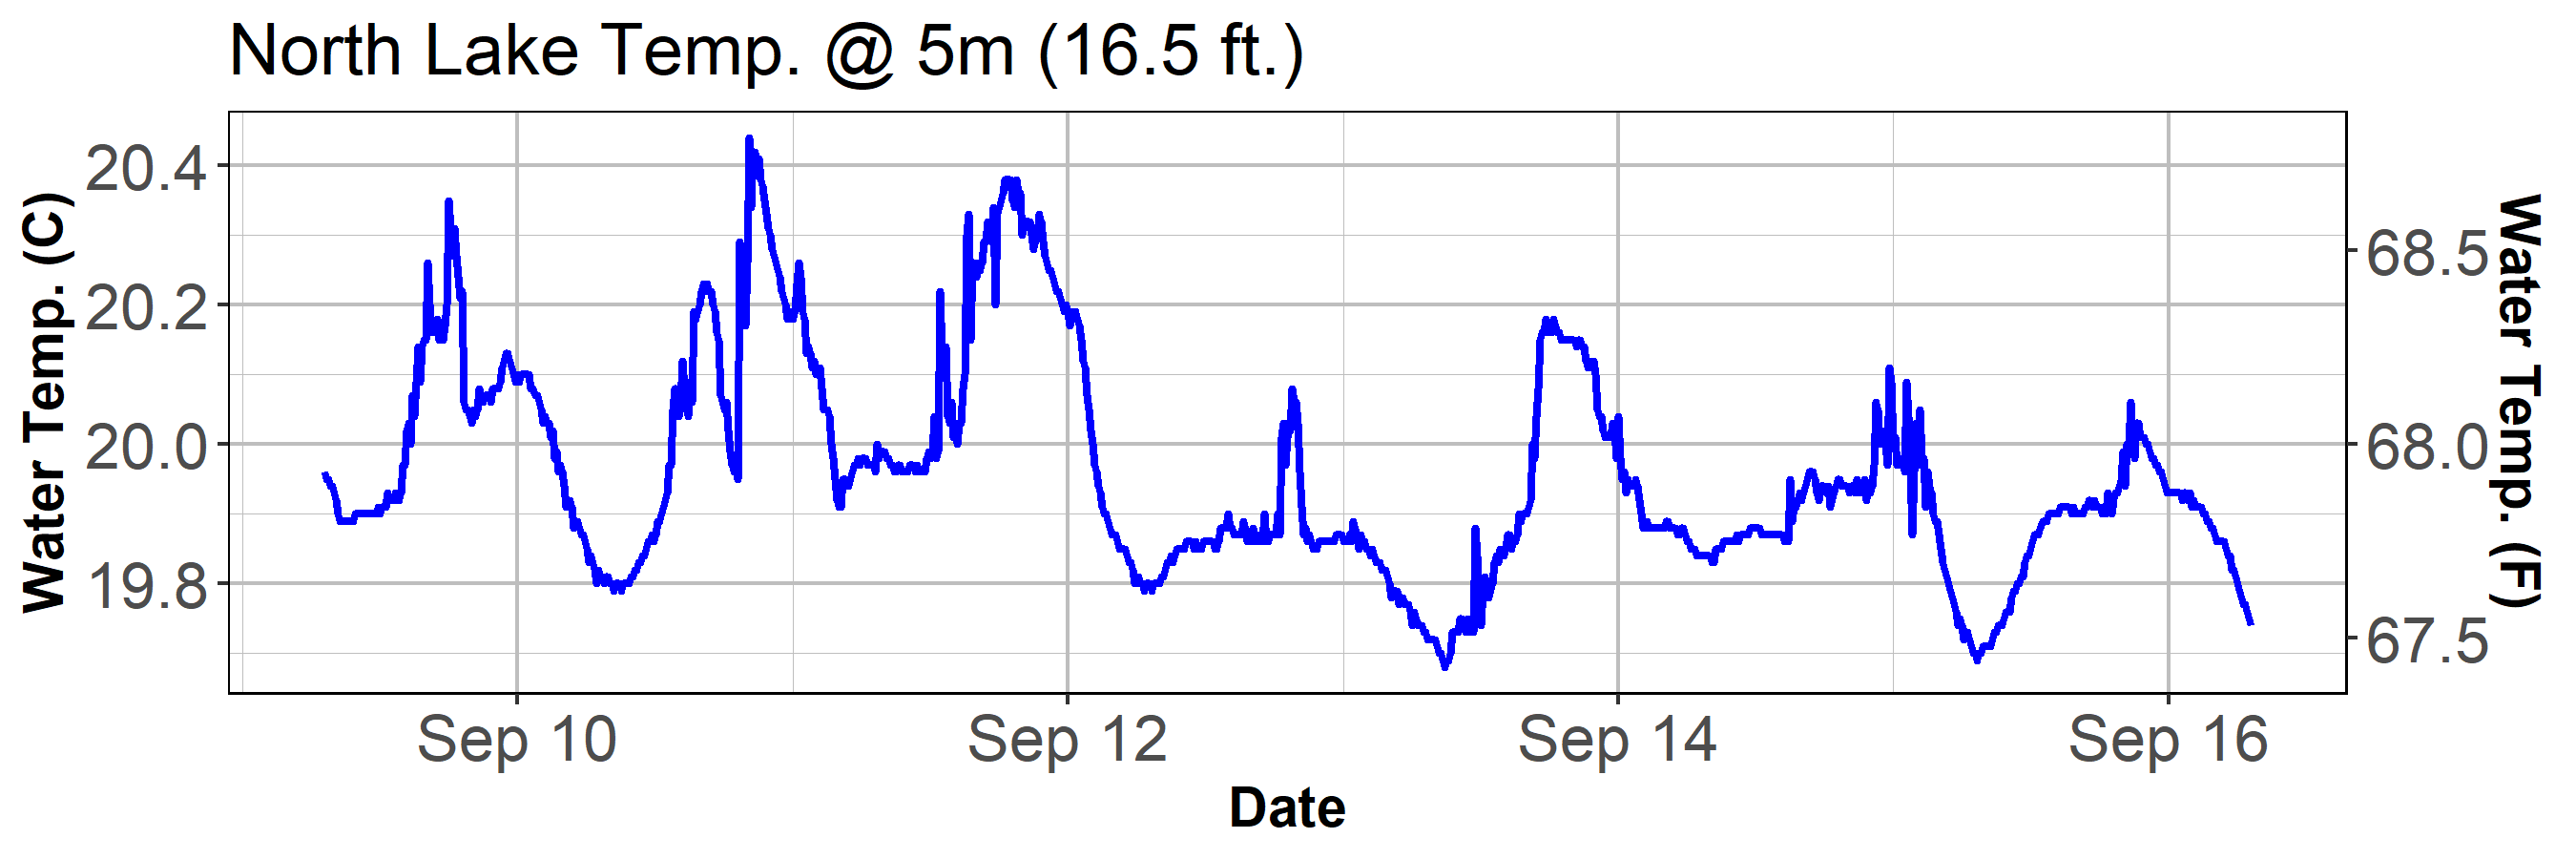 North Lake Temp. @ 5m (16.5 ft.)
Water Temp. (C)
20.4
20.2
20.0
19.8
68.5
68.0
67.5
Water Temp. (F)
Sep 10
Sep 12
Sep 14
Sep 16
Date